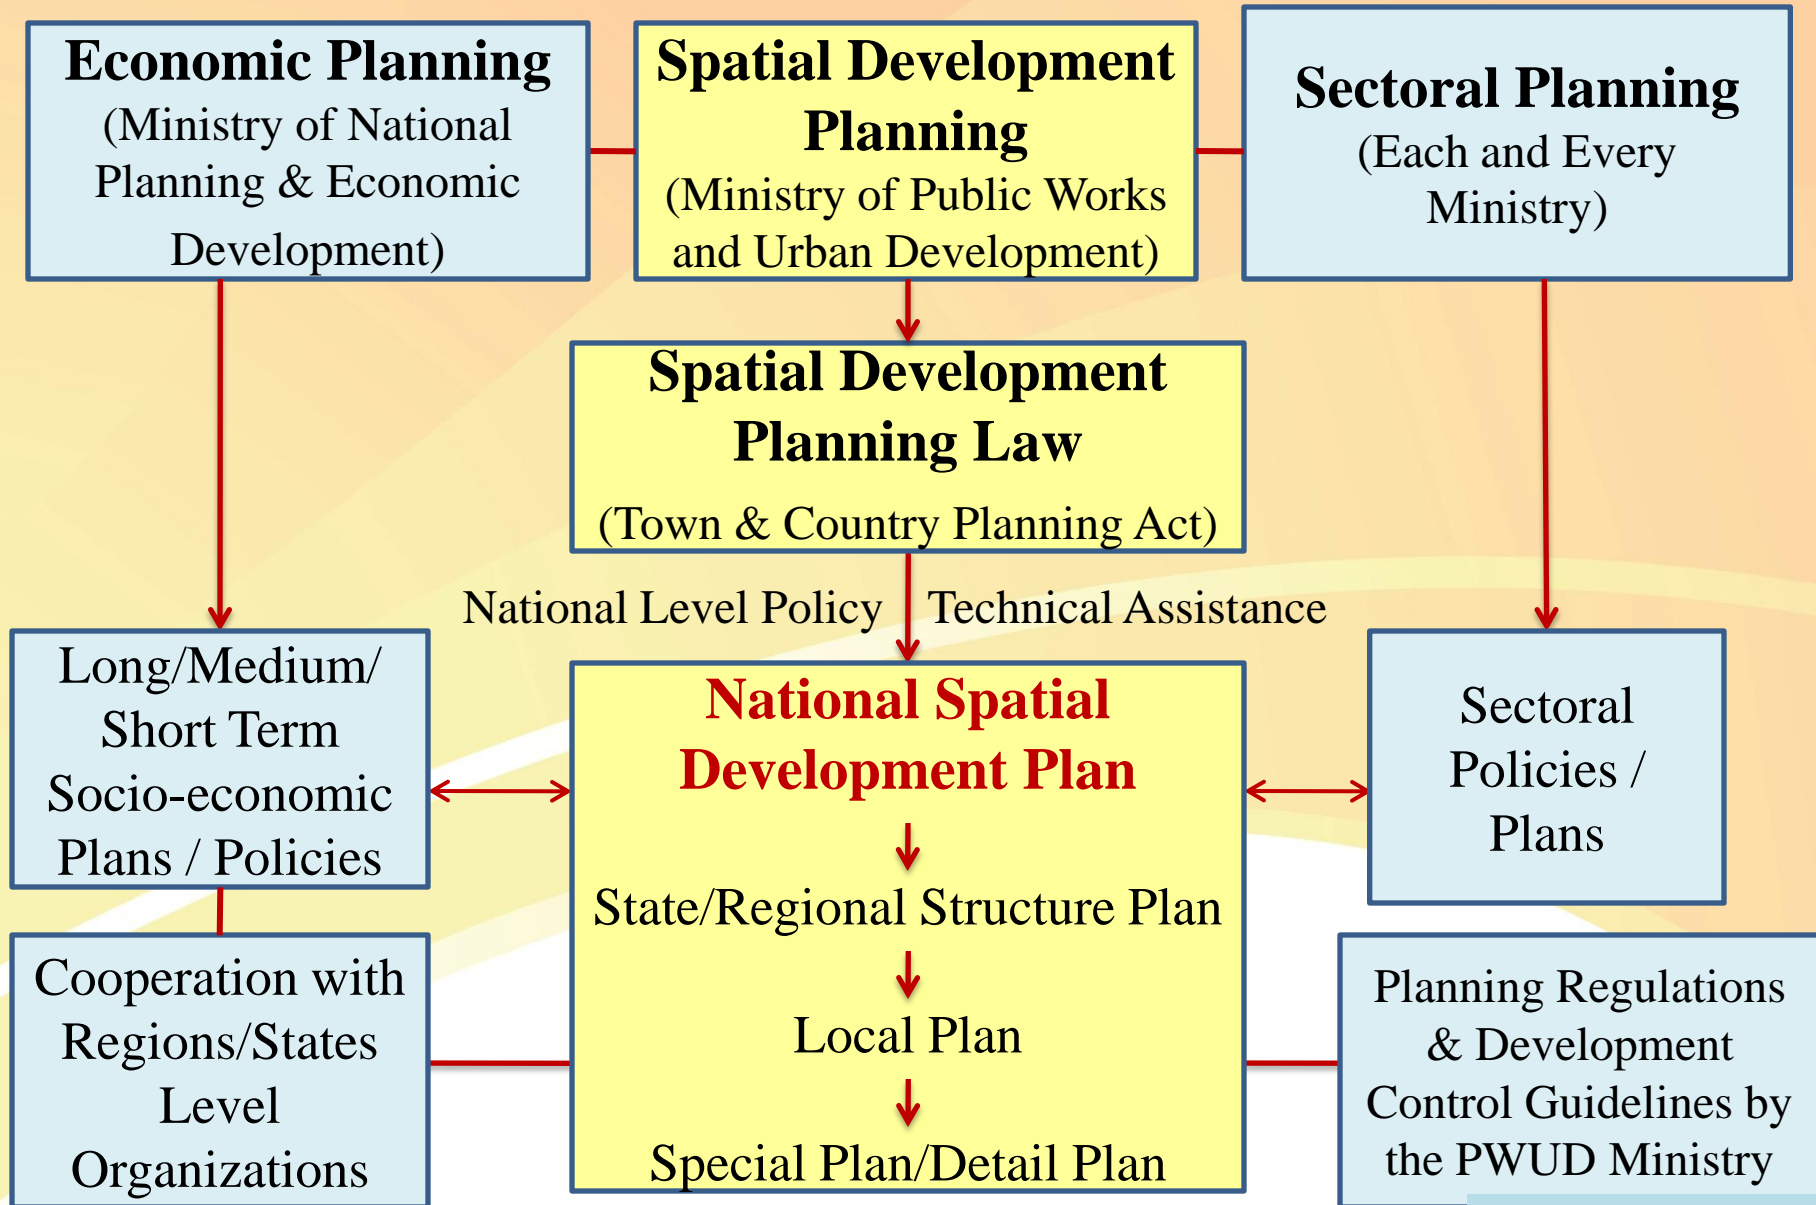 Economic Planning
(Ministry of National
Planning & Economic
Development)
Spatial Development
Planning
(Ministry of Public Works
and Urban Development)
Sectoral Planning
(Each and Every
Ministry)
Spatial Development
Planning Law
(Town & Country Planning Act)
National Level Policy
Technical Assistance
Long/Medium/
Short Term
Socio-economic
Plans / Policies
National Spatial
Development Plan
State/Regional Structure Plan
Local Plan
Special Plan/Detail Plan
Sectoral
Policies /
Plans
Cooperation with
Regions/States
Level
Organizations
Planning Regulations
& Development
Control Guidelines by
the PWUD Ministry